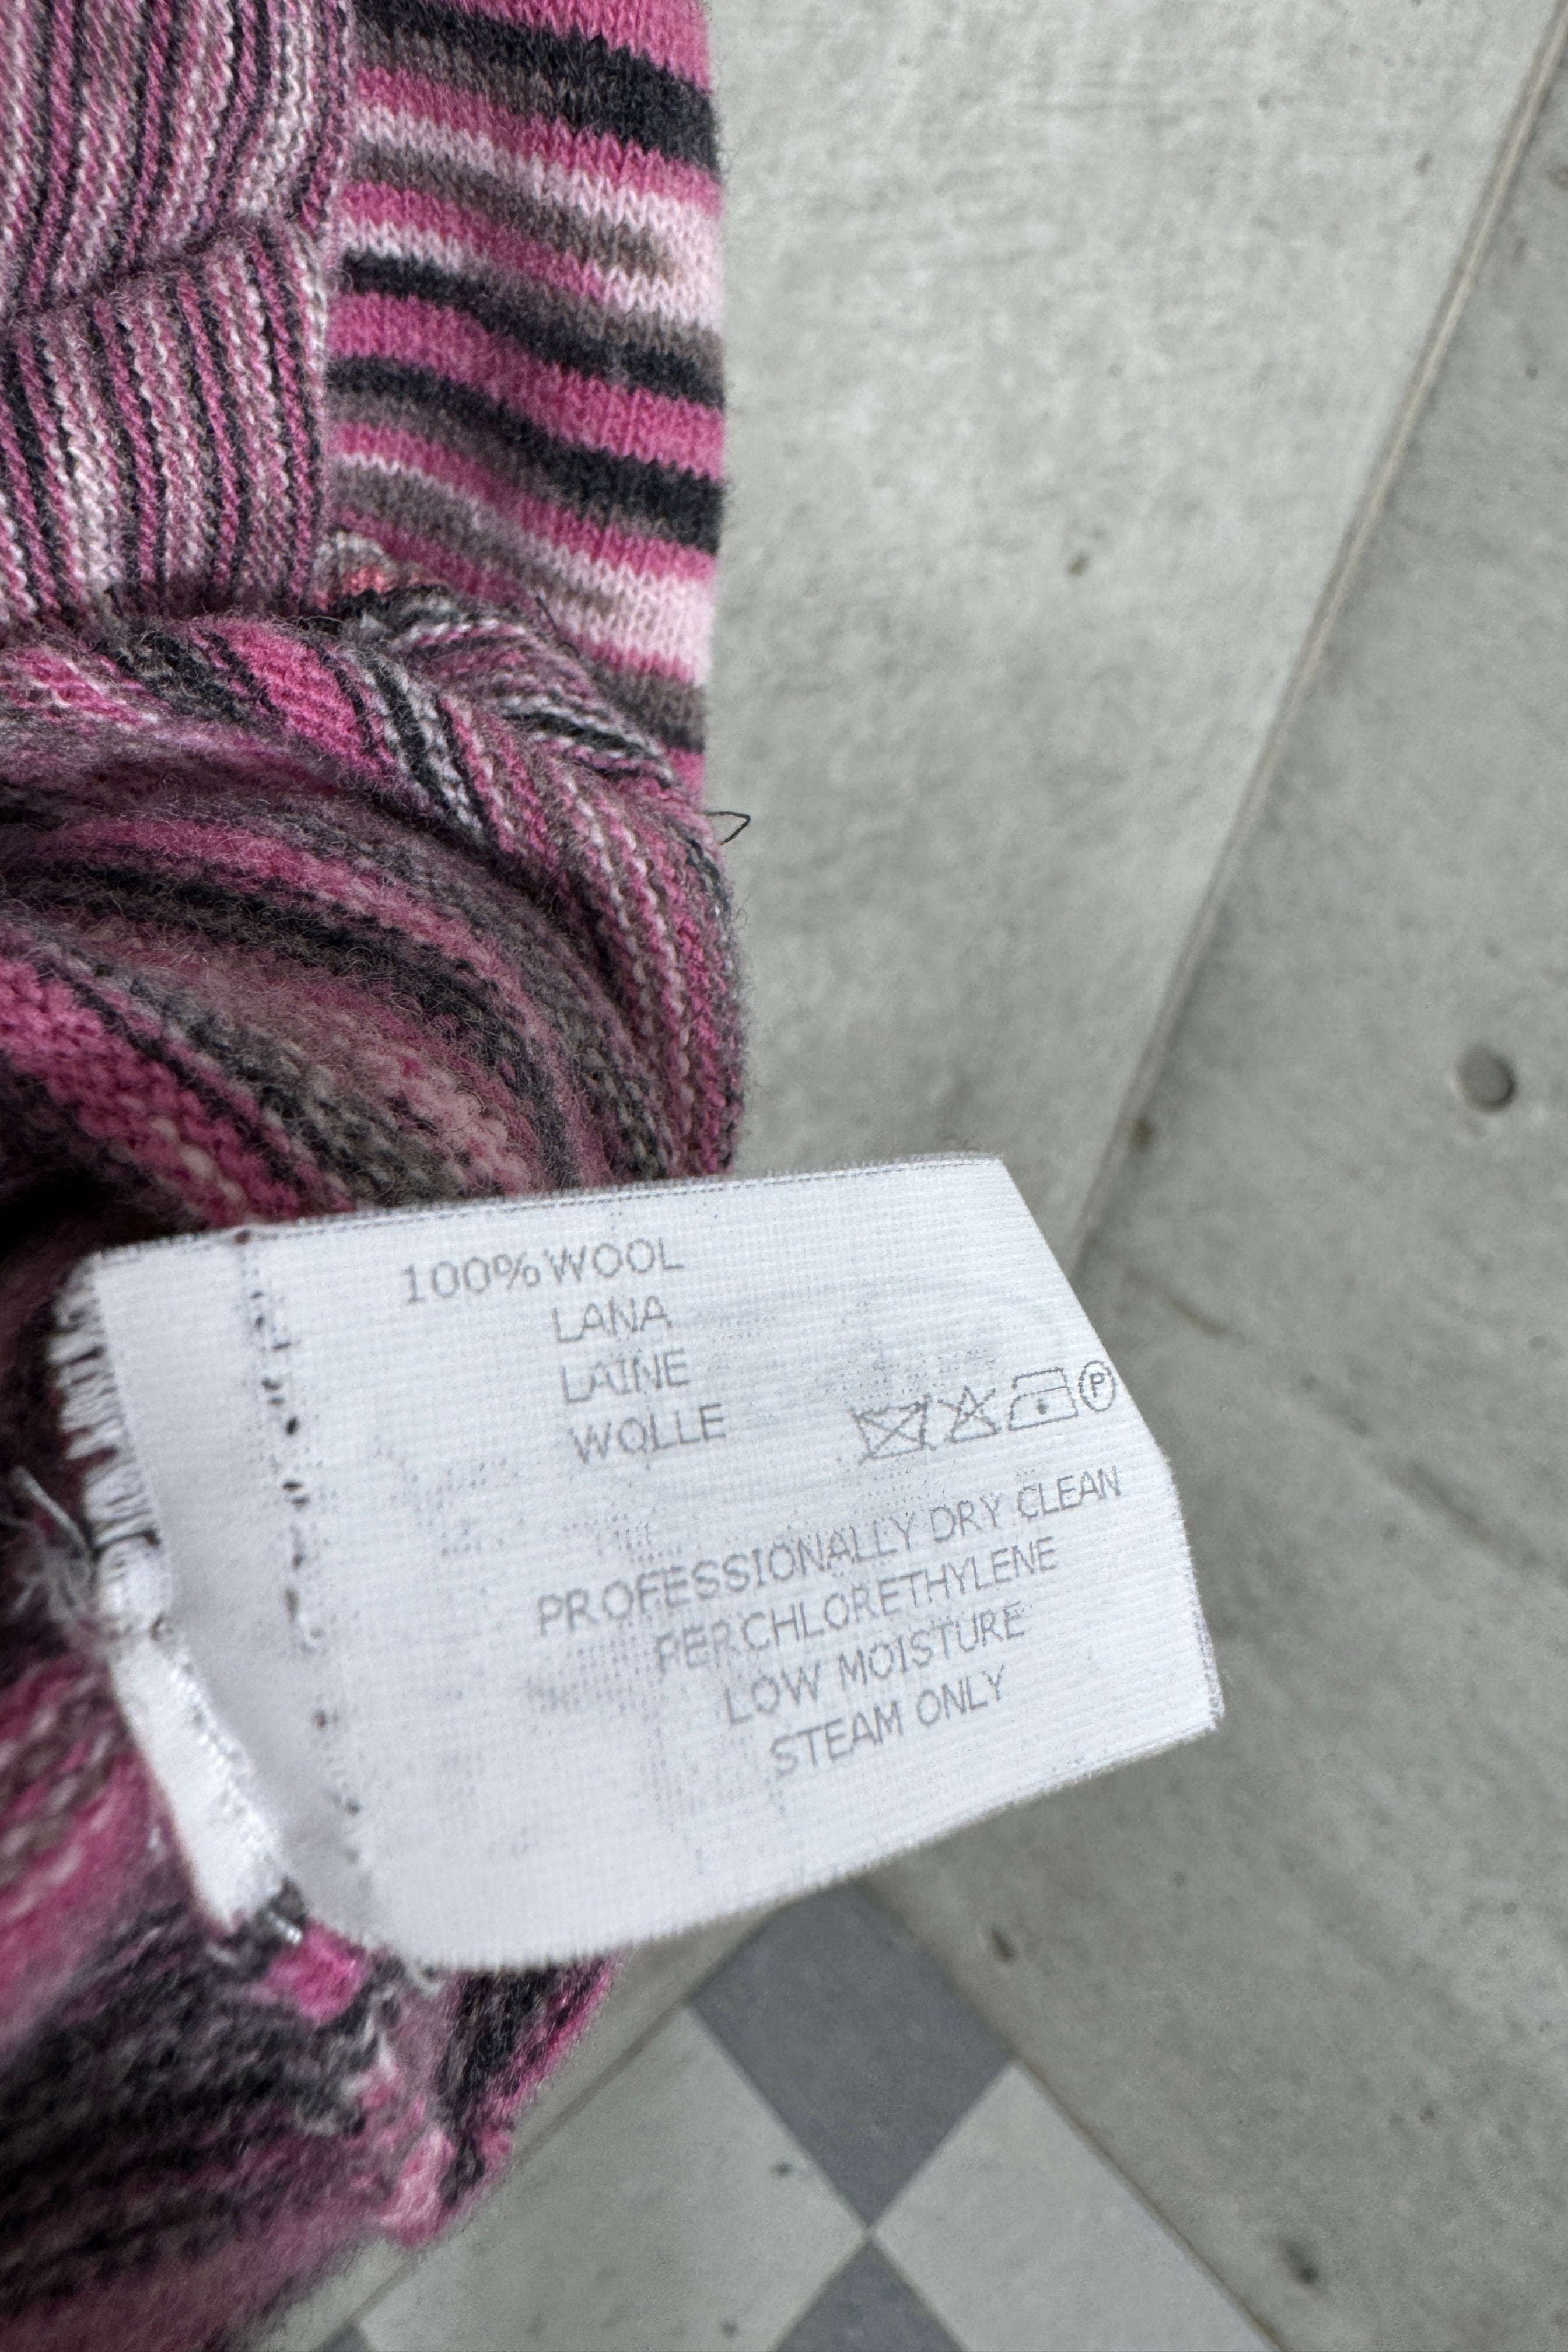 100% WOOL
LANA
LAINE
WOLLE
P
PROFESSIONALLY DRY CLEAN
PERCHLORETHYLENE
LOW MOISTURE
STEAM ONLY